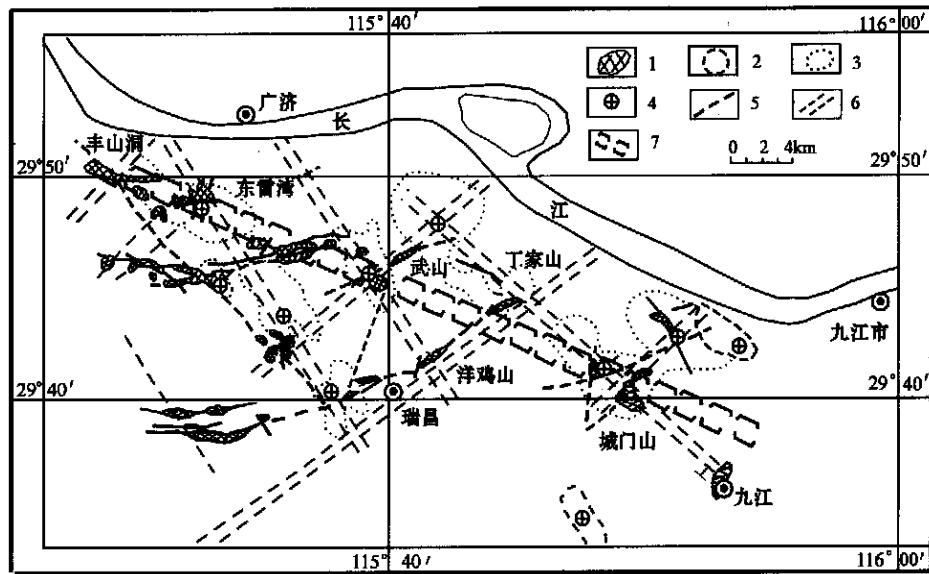 115° 40′
116° 00′
1
2
3
4
5
6
7
0 2 4km
广济
长
江
丰山洞
29° 50′
29° 50′
东雷湾
武山
丁家山
九江市
29° 40′
29° 40′
洋鸡山
瑞昌
城门山
九江
115° 40′
116° 00′